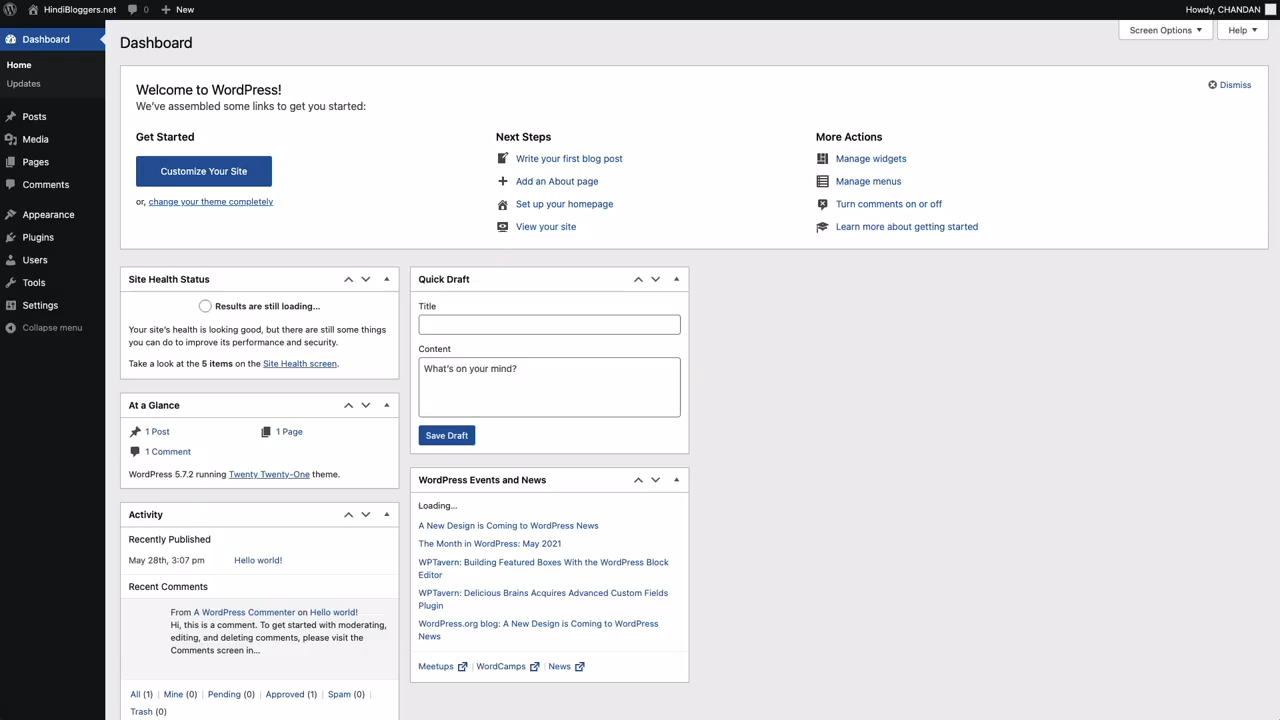 HindiBloggers.net 0 New Howdy, CHANDAN
Dashboard
Home
Updates
Posts
Media
Pages
Comments
Appearance
Plugins
Users
Tools
Settings
Collapse menu
Dashboard
Screen Options ▼ Help ▼
Welcome to WordPress!
We've assembled some links to get you started:
Dismiss
Get Started
Customize Your Site
or, change your theme completely
Next Steps
Write your first blog post
Add an About page
Set up your homepage
View your site
More Actions
Manage widgets
Manage menus
Turn comments on or off
Learn more about getting started
Site Health Status
Results are still loading...
Your site's health is looking good, but there are still some things
you can do to improve its performance and security.
Take a look at the 5 items on the Site Health screen.
At a Glance
1 Post 1 Page
1 Comment
WordPress 5.7.2 running Twenty Twenty-One theme.
Activity
Recently Published
May 28th, 3:07 pm Hello world!
Recent Comments
From A WordPress Commenter on Hello world!
Hi, this is a comment. To get started with moderating,
editing, and deleting comments, please visit the
Comments screen in...
All (1) | Mine (0) | Pending (0) | Approved (1) | Spam (0) |
Trash (0)
Quick Draft
Title
Content
What's on your mind?
Save Draft
WordPress Events and News
Loading...
A New Design is Coming to WordPress News
The Month in WordPress: May 2021
WPTavern: Building Featured Boxes With the WordPress Block
Editor
WPTavern: Delicious Brains Acquires Advanced Custom Fields
Plugin
WordPress.org blog: A New Design is Coming to WordPress
News
Meetups | WordCamps | News